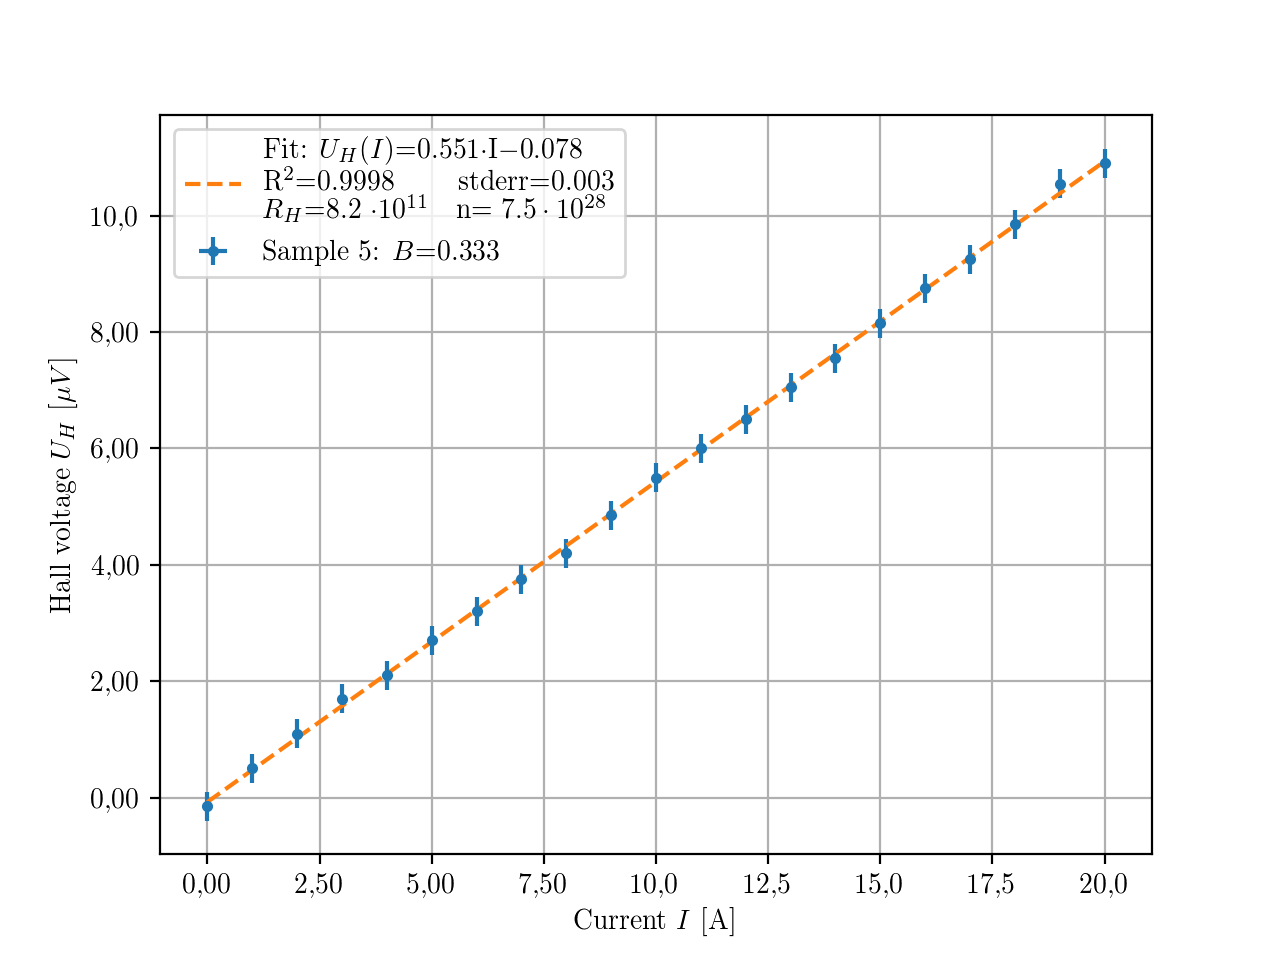 Fit: U_H(I)=0.551·I−0.078
R²=0.9998 stderr=0.003
R_H=8.2 ·10¹¹ n= 7.5 · 10²⁸
Sample 5: B=0.333
10,0
8,00
6,00
4,00
2,00
0,00
Hall voltage U_H [μV]
0,00 2,50 5,00 7,50 10,0 12,5 15,0 17,5 20,0
Current I [A]